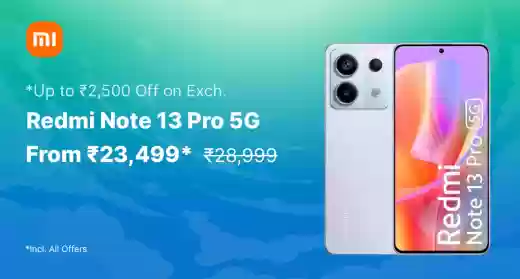 mi
*Up to ₹2,500 Off on Exch.
Redmi Note 13 Pro 5G
From ₹23,499* ₹28,999
*Incl. All Offers
Redmi
Note 13 Pro 5G